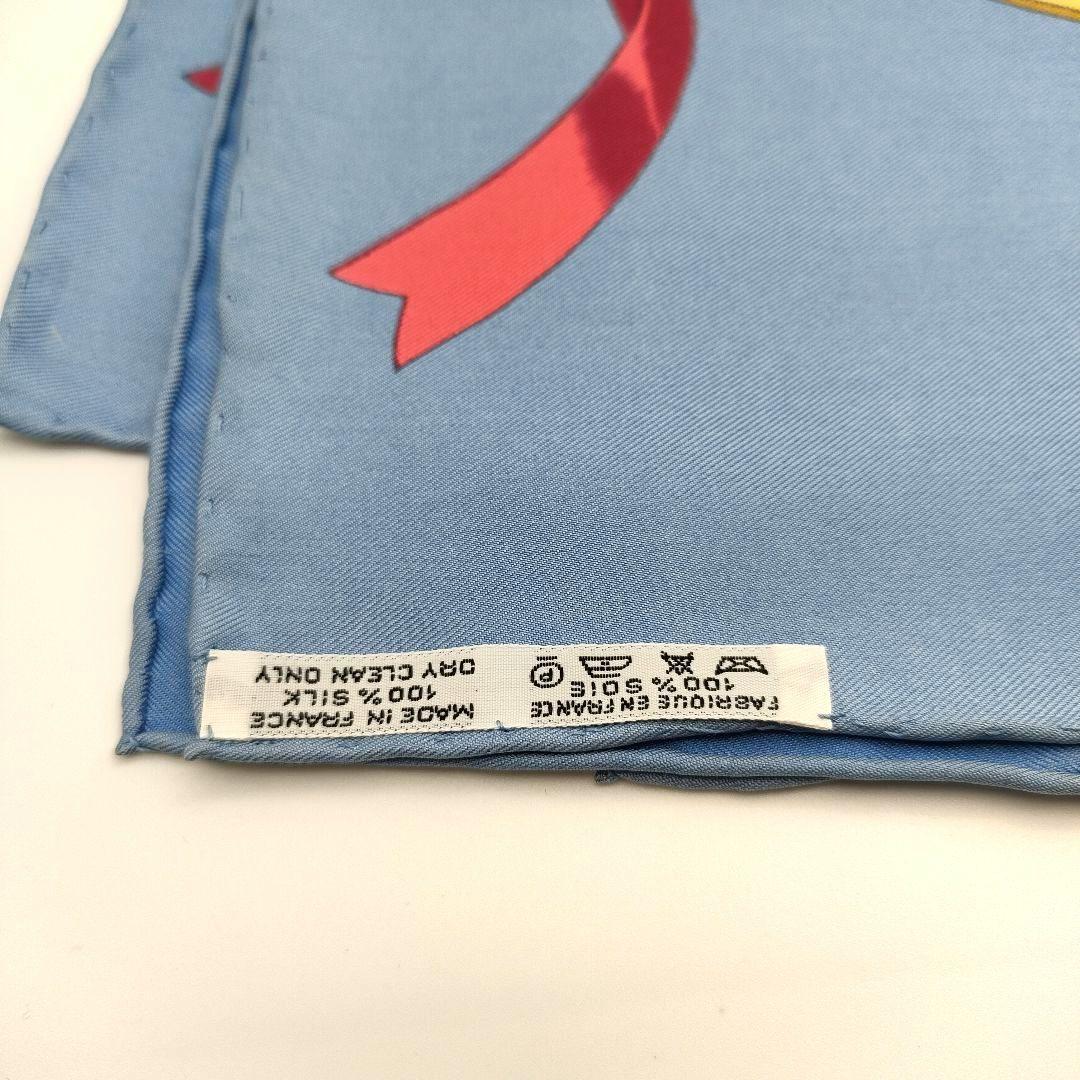 FABRIQUE EN FRANCE
100 % SOIE
P
MADE IN FRANCE
100 % SILK
DRY CLEAN ONLY